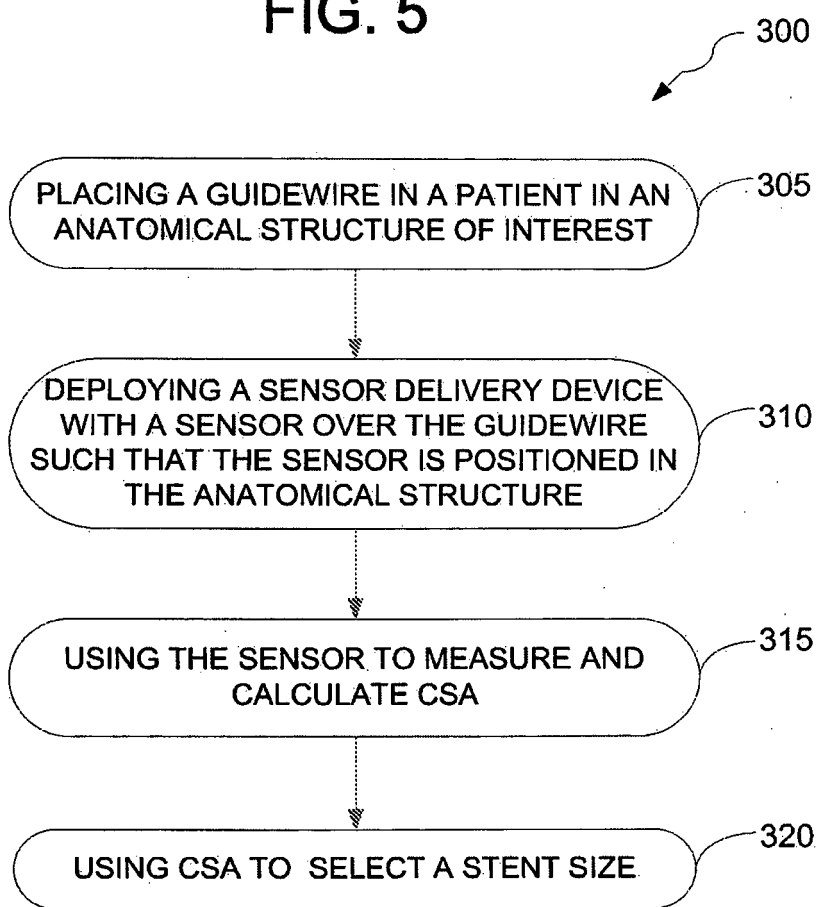 FIG. 5
300
PLACING A GUIDEWIRE IN A PATIENT IN AN
ANATOMICAL STRUCTURE OF INTEREST
305
DEPLOYING A SENSOR DELIVERY DEVICE
WITH A SENSOR OVER THE GUIDEWIRE
SUCH THAT THE SENSOR IS POSITIONED IN
THE ANATOMICAL STRUCTURE
310
USING THE SENSOR TO MEASURE AND
CALCULATE CSA
315
USING CSA TO SELECT A STENT SIZE
320